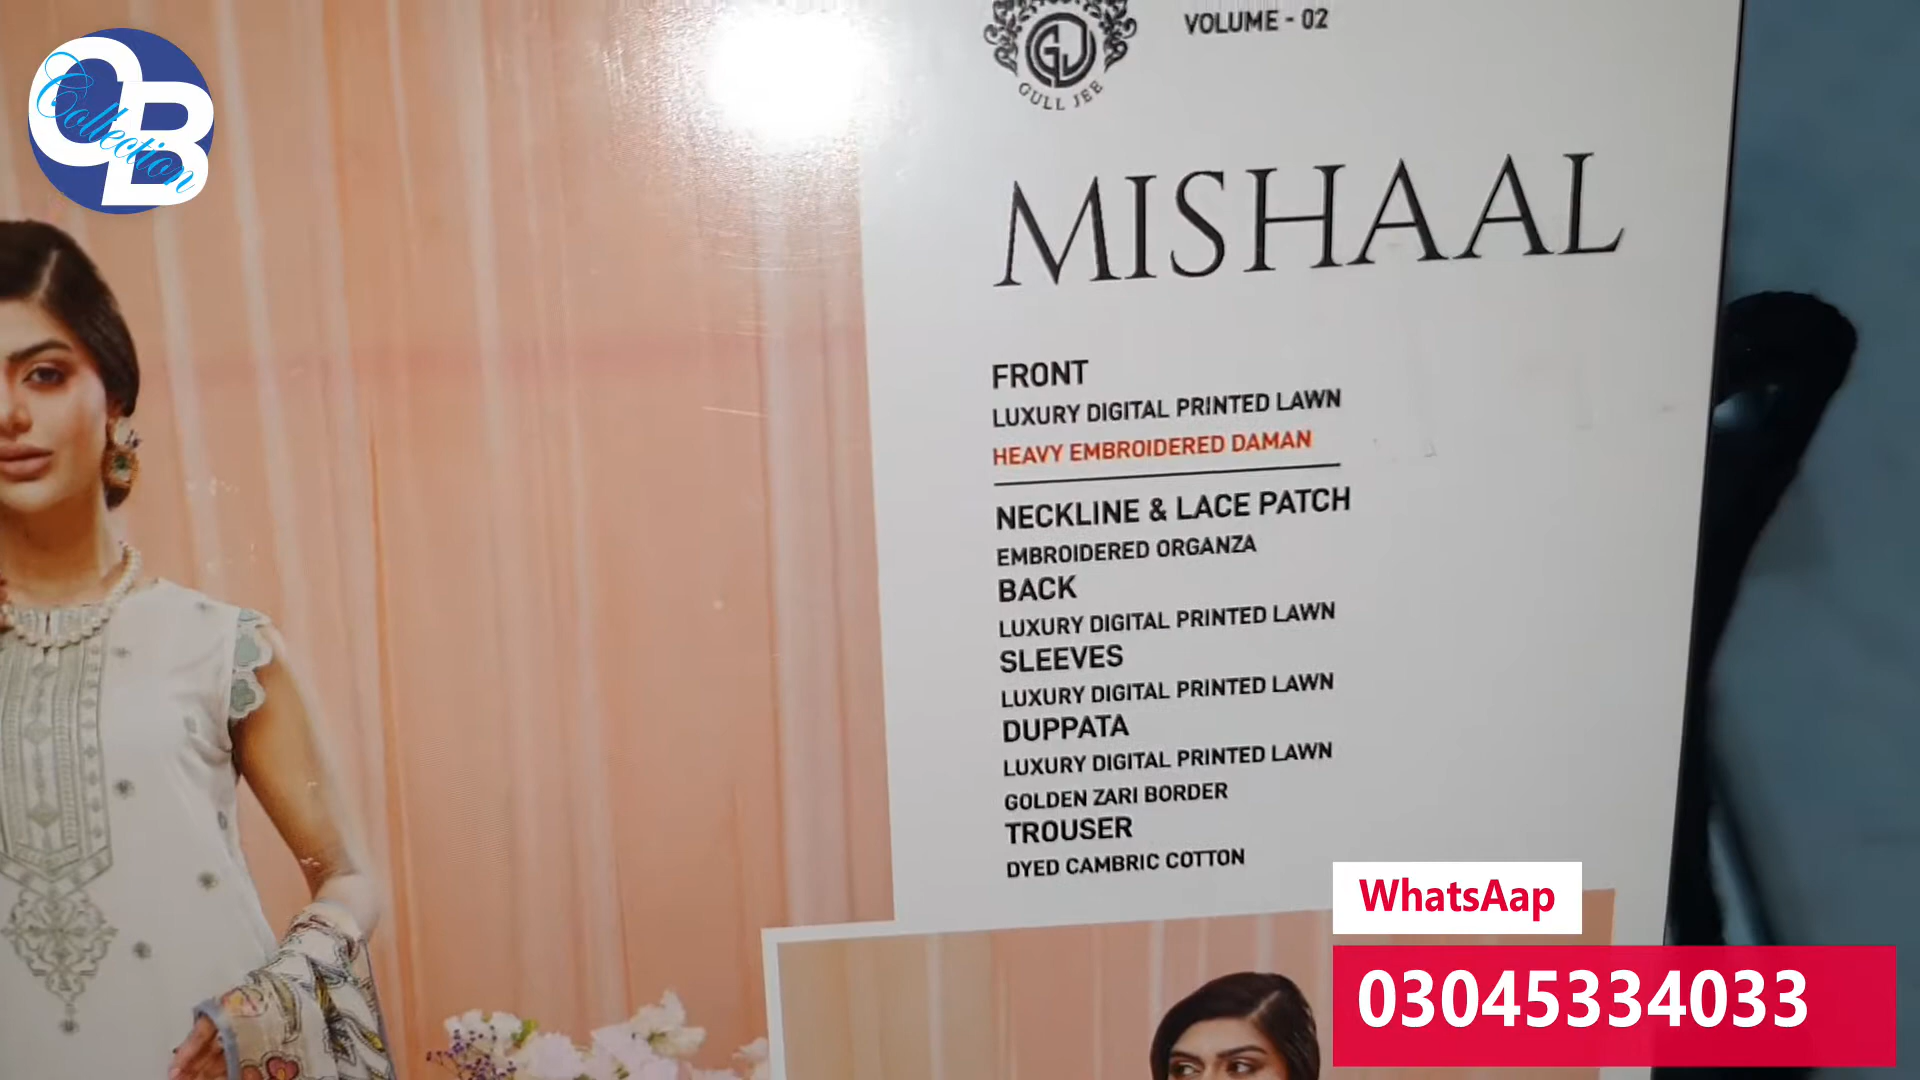 OB
Collection
VOLUME - 02
GJ
GULL JEE
MISHAAL
FRONT
LUXURY DIGITAL PRINTED LAWN
HEAVY EMBROIDERED DAMAN
NECKLINE & LACE PATCH
EMBROIDERED ORGANZA
BACK
LUXURY DIGITAL PRINTED LAWN
SLEEVES
LUXURY DIGITAL PRINTED LAWN
DUPPATA
LUXURY DIGITAL PRINTED LAWN
GOLDEN ZARI BORDER
TROUSER
DYED CAMBRIC COTTON
WhatsAap
03045334033